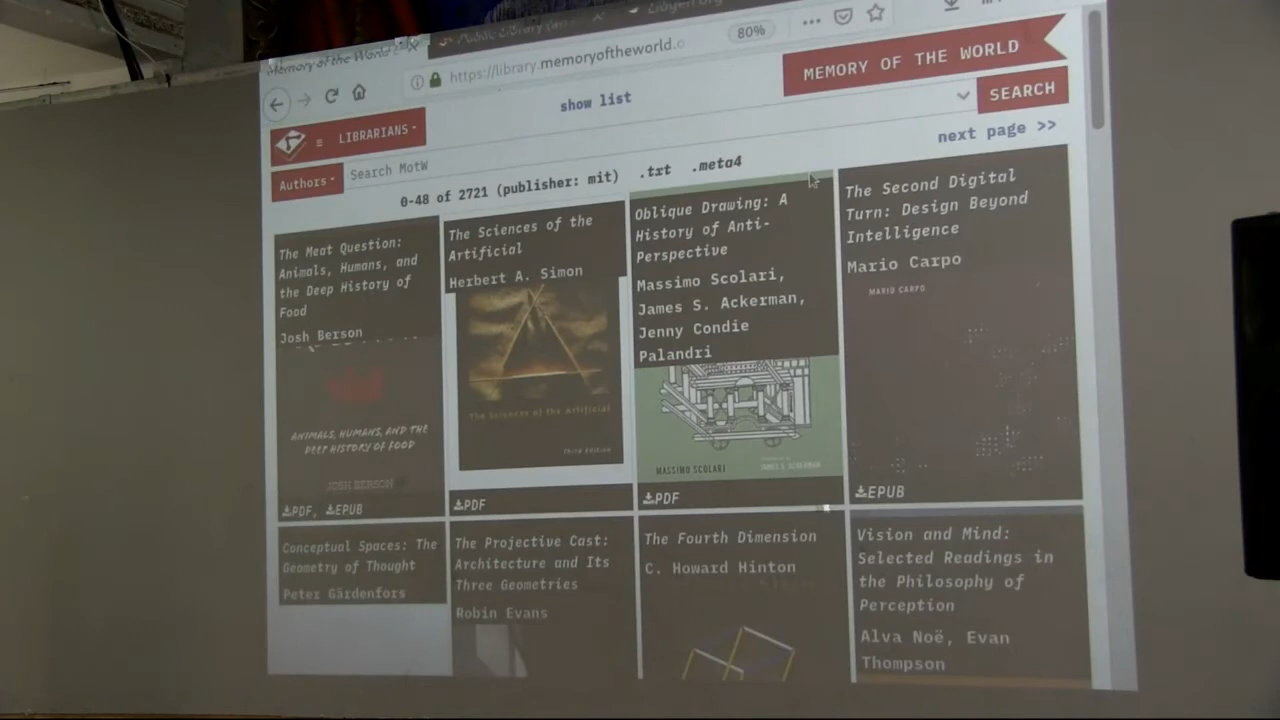 Memory of the World
80%
https://library.memoryoftheworld.o
MEMORY OF THE WORLD
show list
LIBRARIANS
SEARCH
Authors
Search MotW
next page >>
0-48 of 2721 (publisher: mit) .txt .meta4
The Meat Question:
Animals, Humans, and
the Deep History of
Food
Josh Berson
ANIMALS, HUMANS, AND THE
DEEP HISTORY OF FOOD
JOSH BERSON
PDF, EPUB
The Sciences of the
Artificial
Herbert A. Simon
The Sciences of the Artificial
Third Edition
PDF
Oblique Drawing: A
History of Anti-
Perspective
Massimo Scolari,
James S. Ackerman,
Jenny Condie
Palandri
MASSIMO SCOLARI
JAMES S. ACKERMAN
PDF
The Second Digital
Turn: Design Beyond
Intelligence
Mario Carpo
MARIO CARPO
EPUB
Conceptual Spaces: The
Geometry of Thought
Peter Gärdenfors
The Projective Cast:
Architecture and Its
Three Geometries
Robin Evans
The Fourth Dimension
C. Howard Hinton
Vision and Mind:
Selected Readings in
the Philosophy of
Perception
Alva Noë, Evan
Thompson